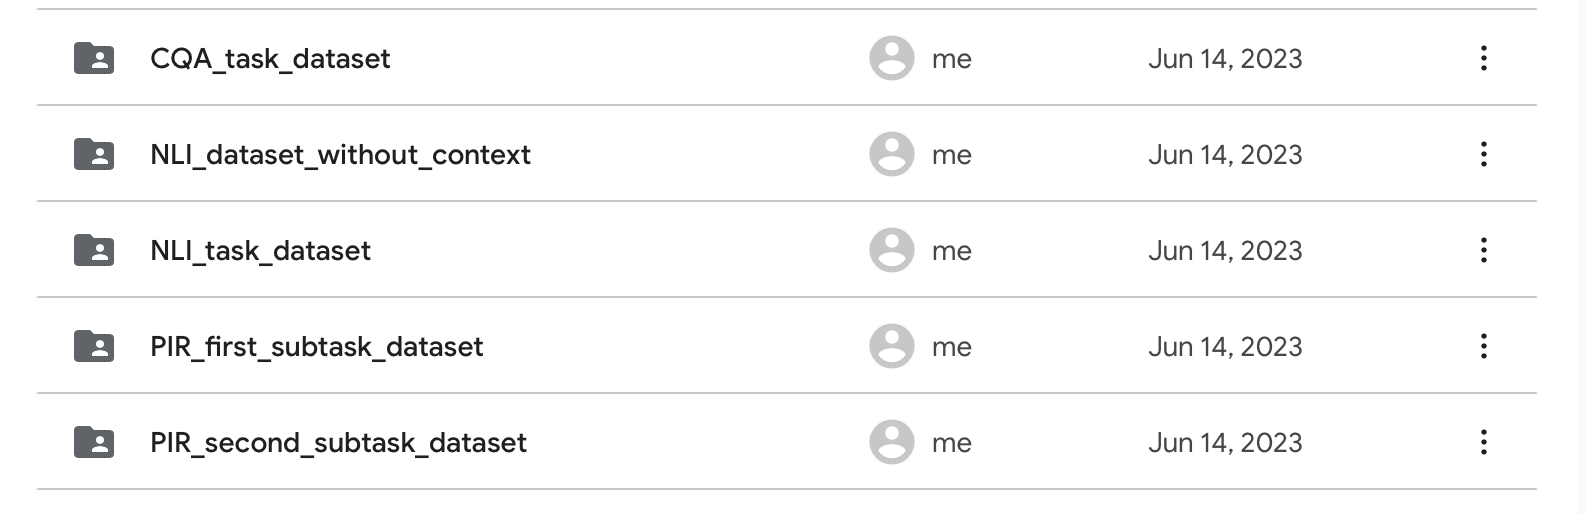 CQA_task_dataset me Jun 14, 2023
NLI_dataset_without_context me Jun 14, 2023
NLI_task_dataset me Jun 14, 2023
PIR_first_subtask_dataset me Jun 14, 2023
PIR_second_subtask_dataset me Jun 14, 2023